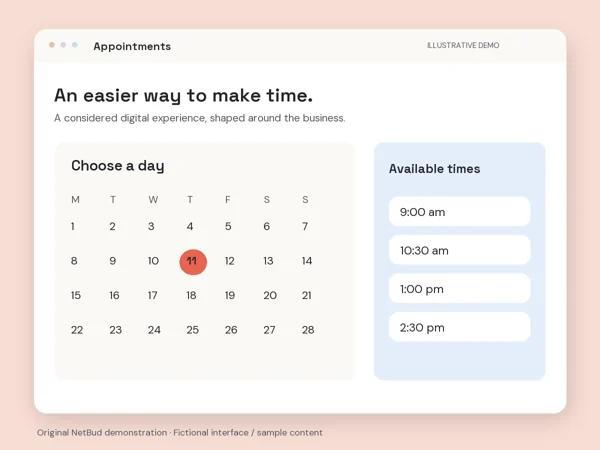 Appointments
ILLUSTRATIVE DEMO
An easier way to make time.
A considered digital experience, shaped around the business.
Choose a day
M T W T F S S
1 2 3 4 5 6 7
8 9 10 11 12 13 14
15 16 17 18 19 20 21
22 23 24 25 26 27 28
Available times
9:00 am
10:30 am
1:00 pm
2:30 pm
Original NetBud demonstration · Fictional interface / sample content